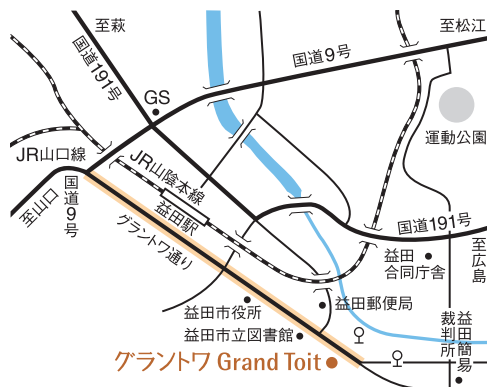 至萩
国道191号
至松江
国道9号
GS
運動公園
JR山口線
JR山陰本線
益田駅
国道9号
至山口
グラントワ通り
国道191号
至広島
益田
合同庁舎
益田市役所
益田郵便局
益田市立図書館
益田簡易
裁判所
グラントワ Grand Toit